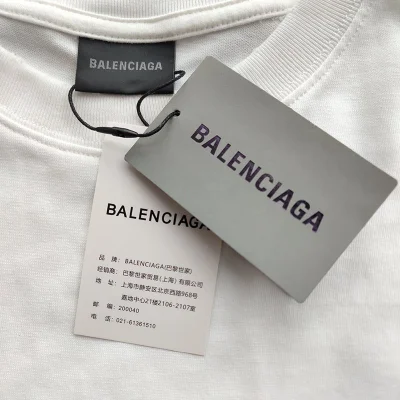 BALENCIAGA
BALENCIAGA
BALENCIAGA
品 牌: BALENCIAGA(巴黎世家)
经销商: 巴黎世家贸易(上海)有限公司
地 址: 上海市静安区南京西路968号
嘉地中心21楼2106-2107室
邮 编: 200040
电 话: 021-61361510